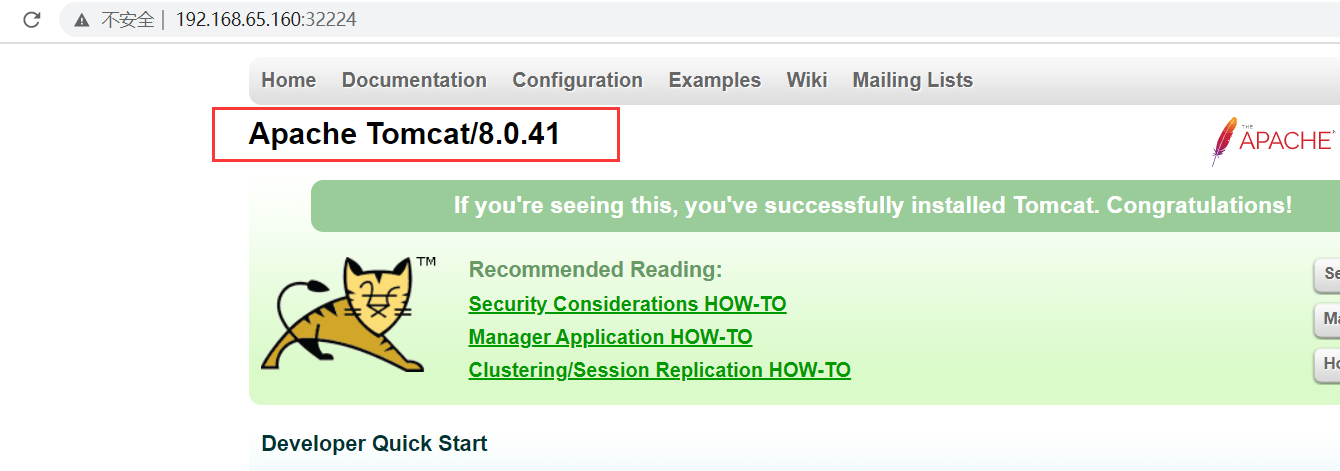 不安全 192.168.65.160:32224
Home Documentation Configuration Examples Wiki Mailing Lists
Apache Tomcat/8.0.41
THE
APACHE
If you're seeing this, you've successfully installed Tomcat. Congratulations!
TM
Recommended Reading:
Security Considerations HOW-TO
Manager Application HOW-TO
Clustering/Session Replication HOW-TO
Se
Ma
Ho
Developer Quick Start